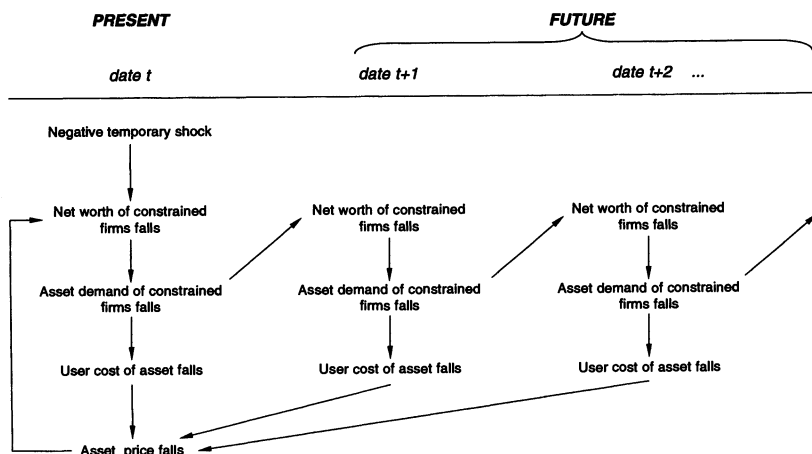 PRESENT
FUTURE
date t
date t+1
date t+2 ...
Negative temporary shock
Net worth of constrained
firms falls
Net worth of constrained
firms falls
Net worth of constrained
firms falls
Asset demand of constrained
firms falls
Asset demand of constrained
firms falls
Asset demand of constrained
firms falls
User cost of asset falls
User cost of asset falls
User cost of asset falls
Asset price falls